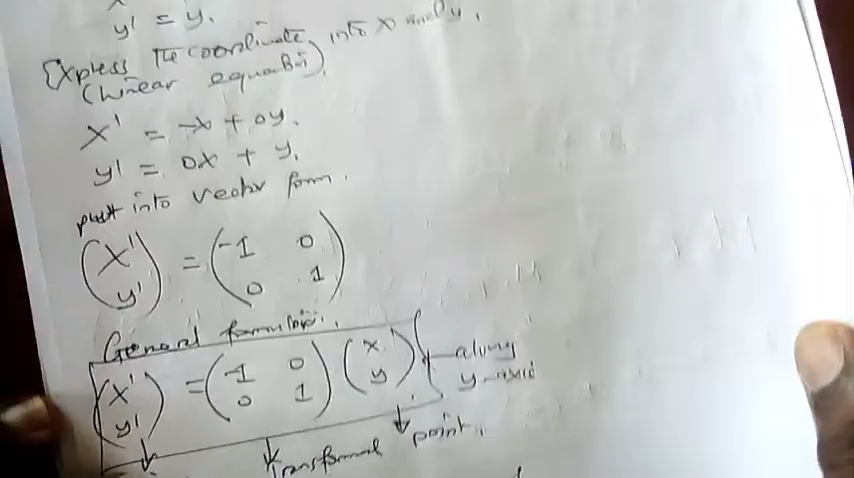 y' = y.
Express the coordinate into x and y.
(linear equation)
x' = -x + 0y.
y' = 0x + y.
put into vector form.
(x' y') = (-1 0 0 1)
General formular.
(x' y') = (-1 0 0 1) (x y) along y-axis
Transformed point.